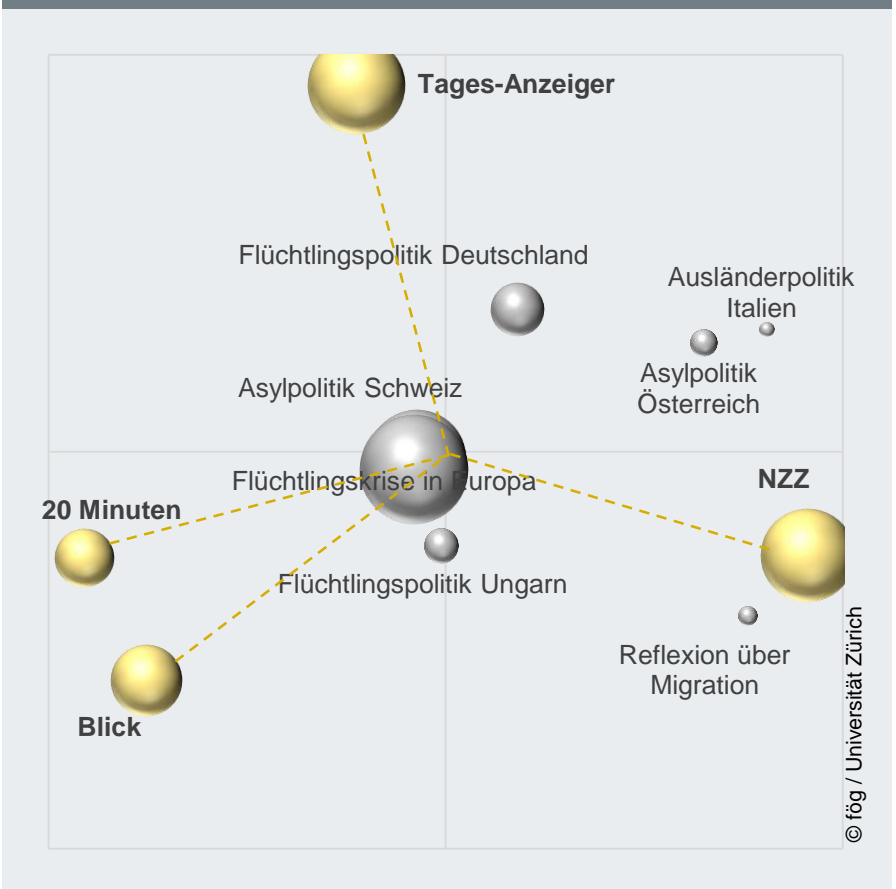 Tages-Anzeiger
Flüchtlingspolitik Deutschland
Ausländerpolitik
Italien
Asylpolitik
Österreich
Asylpolitik Schweiz
Flüchtlingskrise in Europa
NZZ
20 Minuten
Flüchtlingspolitik Ungarn
Reflexion über
Migration
Blick
© fög / Universität Zürich